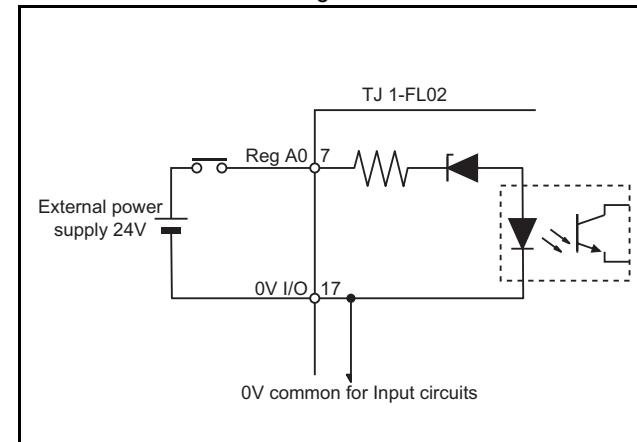 TJ 1-FL02
Reg A0 7
External power
supply 24V
0V I/O 17
0V common for Input circuits